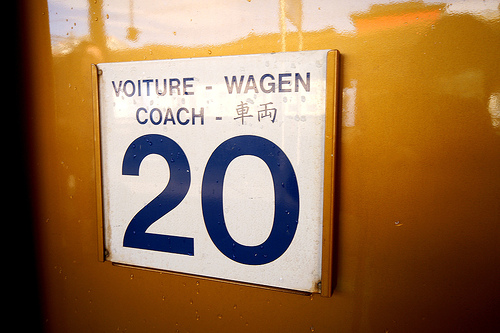 VOITURE - WAGEN
COACH - 車両
20